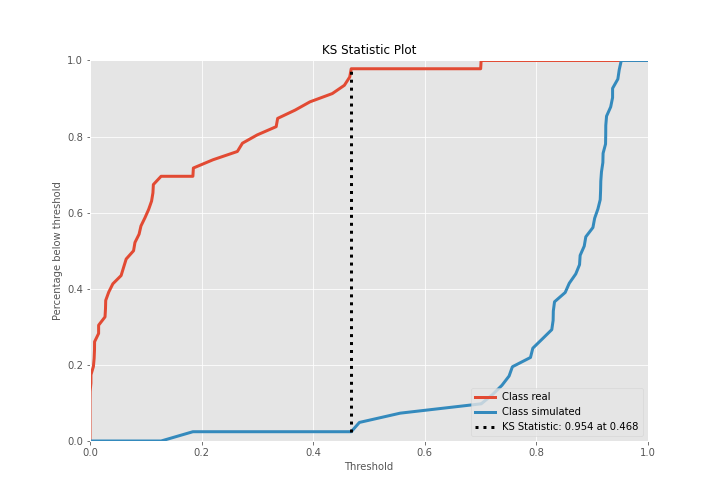 KS Statistic Plot
1.0
0.8
0.6
0.4
0.2
0.0
Percentage below threshold
0.0 0.2 0.4 0.6 0.8 1.0
Threshold
Class real
Class simulated
KS Statistic: 0.954 at 0.468